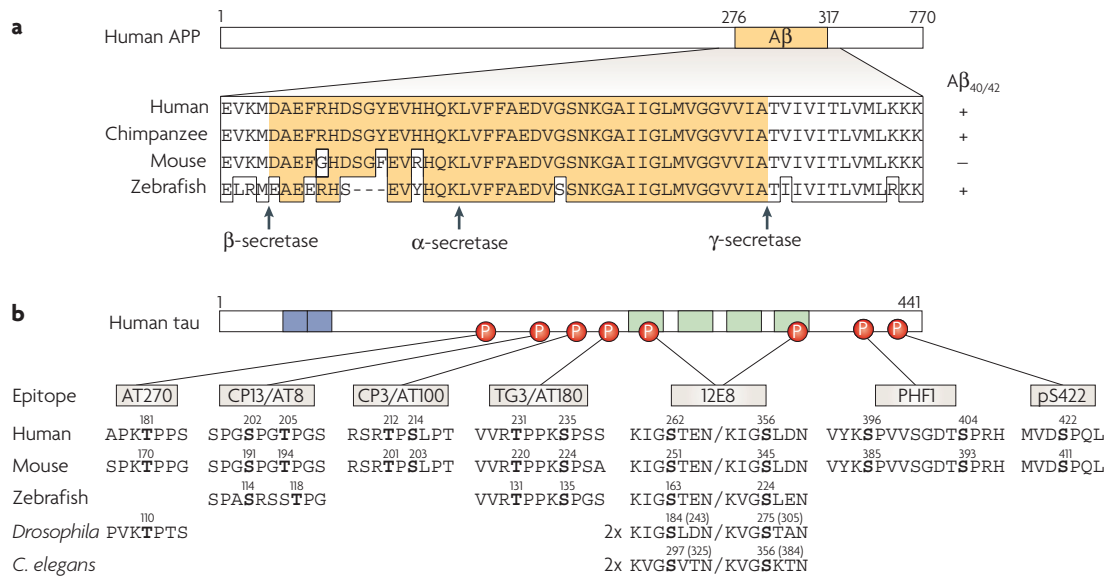 a
1 276 317 770
Human APP Aβ
Aβ40/42
Human EVKMDAEFRHDSGYEVHHQKLVFFAEDVGSNKGAIIGLMVGGVVIATVIVITLVMLKKK +
Chimpanzee EVKMDAEFRHDSGYEVHHQKLVFFAEDVGSNKGAIIGLMVGGVVIATVIVITLVMLKKK +
Mouse EVKMDAEFGHDSGFEVRHQKLVFFAEDVGSNKGAIIGLMVGGVVIATVIVITLVMLKKK –
Zebrafish ELRMEAEERHS---EVYHQKLVFFAEDVSSNKGAIIGLMVGGVVIATIIVITLVMLRKK +
β-secretase α-secretase γ-secretase
b
1 441
Human tau
P P P P P P P P
Epitope AT270 CP13/AT8 CP3/AT100 TG3/AT180 12E8 PHF1 pS422
181 202 205 212 214 231 235 262 356 396 404 422
Human APKTPPS SPGSPGTPGS RSRTPSLPT VVRTPPKSPSS KIGSTEN/KIGSLDN VYKSPVVSGDTSPRH MVDSPQL
170 191 194 201 203 220 224 251 345 385 393 411
Mouse SPKTPPG SPGSPGTPGS RSRTPSLPT VVRTPPKSPSA KIGSTEN/KIGSLDN VYKSPVVSGDTSPRH MVDSPQL
114 118 131 135 163 224
Zebrafish SPASRSSTPG VVRTPPKSPGS KIGSTEN/KVGSLEN
110 184 (243) 275 (305)
Drosophila PVKTPTS 2x KIGSLDN/KVGSTAN
297 (325) 356 (384)
C. elegans 2x KVGSVTN/KVGSKTN